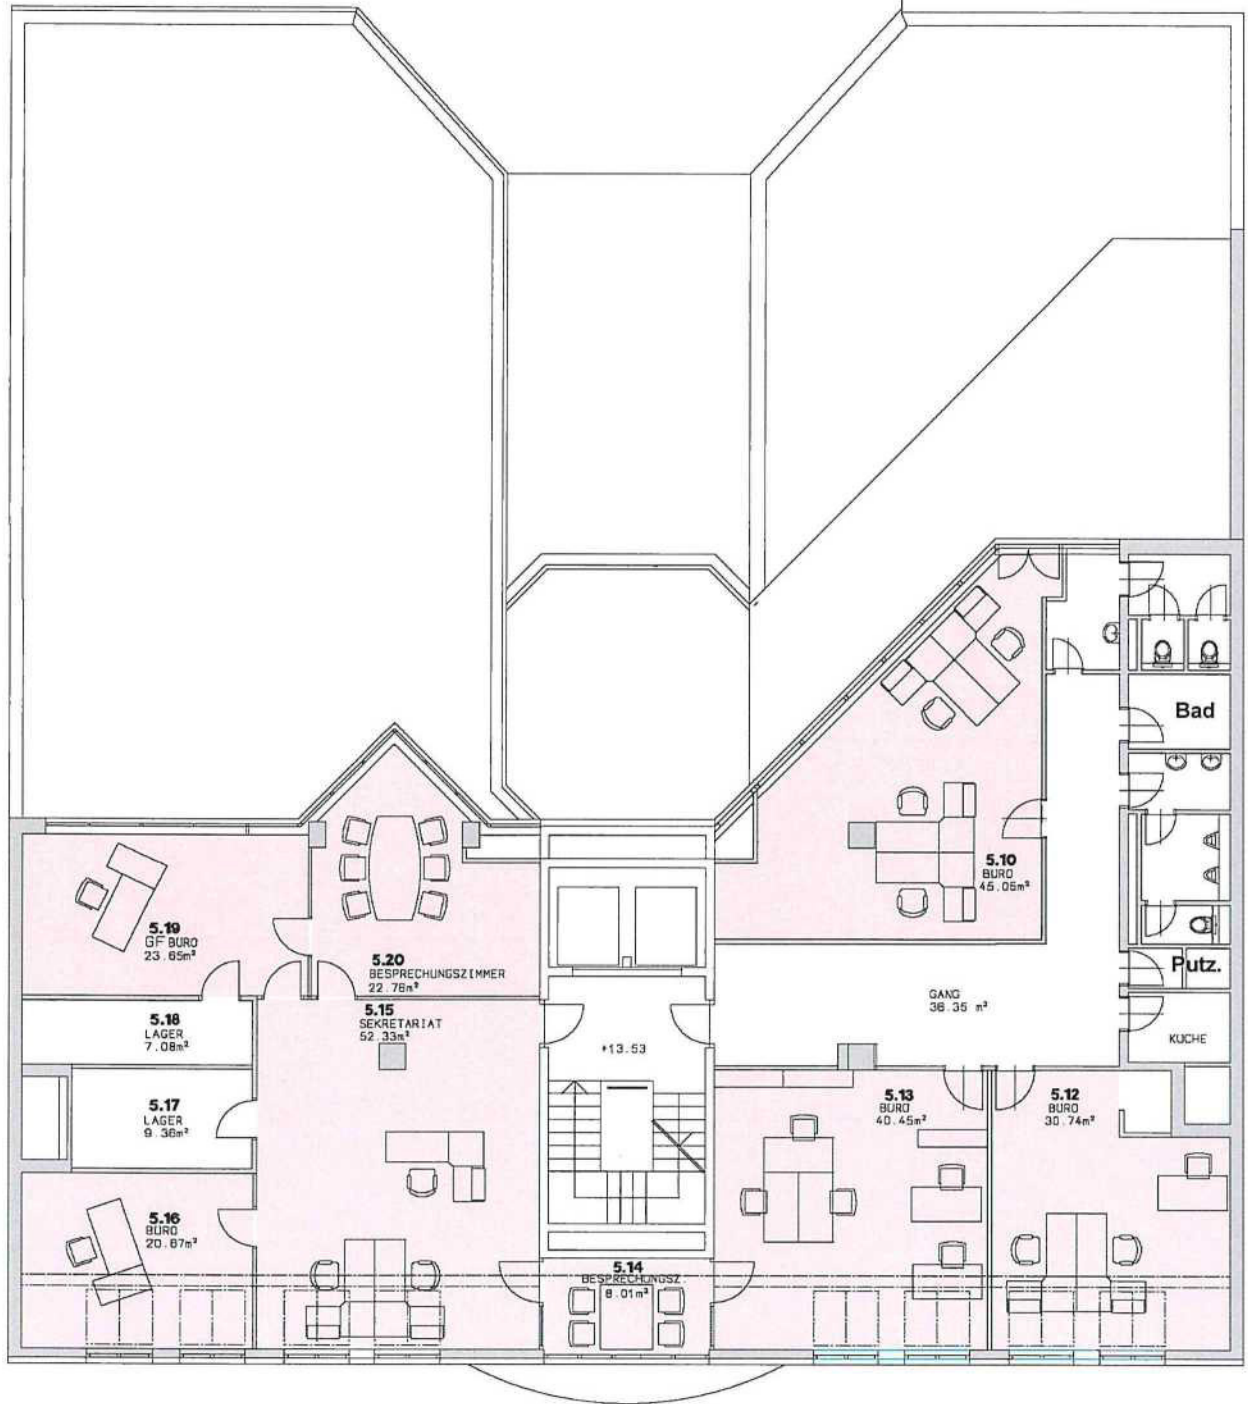 Bad
5.10
BÜRO
45.05m²
5.19
GF BÜRO
23.65m²
5.20
BESPRECHUNGSZIMMER
22.76m²
Putz.
GANG
36.35 m²
5.18
LAGER
7.08m²
5.15
SEKRETARIAT
52.33m²
+13.53
KÜCHE
5.17
LAGER
9.36m²
5.13
BÜRO
40.45m²
5.12
BÜRO
30.74m²
5.16
BÜRO
20.67m²
5.14
BESPRECHUNGSZ.
8.01m²